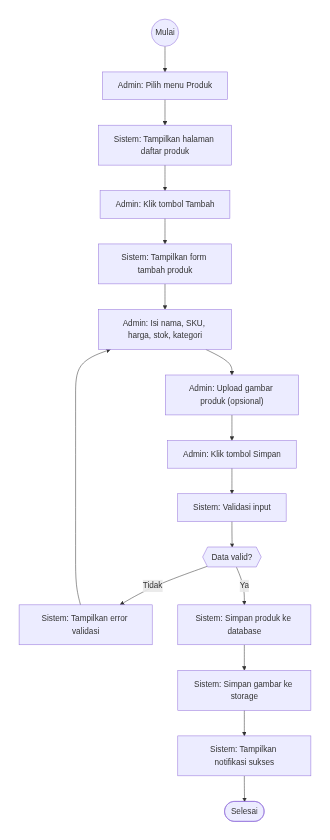 Mulai
Admin: Pilih menu Produk
Sistem: Tampilkan halaman
daftar produk
Admin: Klik tombol Tambah
Sistem: Tampilkan form
tambah produk
Admin: Isi nama, SKU,
harga, stok, kategori
Admin: Upload gambar
produk (opsional)
Admin: Klik tombol Simpan
Sistem: Validasi input
Data valid?
Tidak
Ya
Sistem: Tampilkan error
validasi
Sistem: Simpan produk ke
database
Sistem: Simpan gambar ke
storage
Sistem: Tampilkan
notifikasi sukses
Selesai